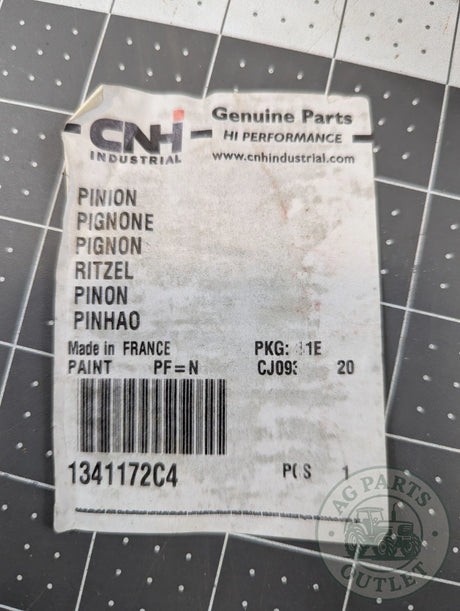 CNH
INDUSTRIAL
Genuine Parts
HI PERFORMANCE
www.cnhindustrial.com
PINION
PIGNONE
PIGNON
RITZEL
PINON
PINHAO
Made in FRANCE PKG: 1E
PAINT PF=N 20
1341172C4 1
AG PARTS
OUTLET